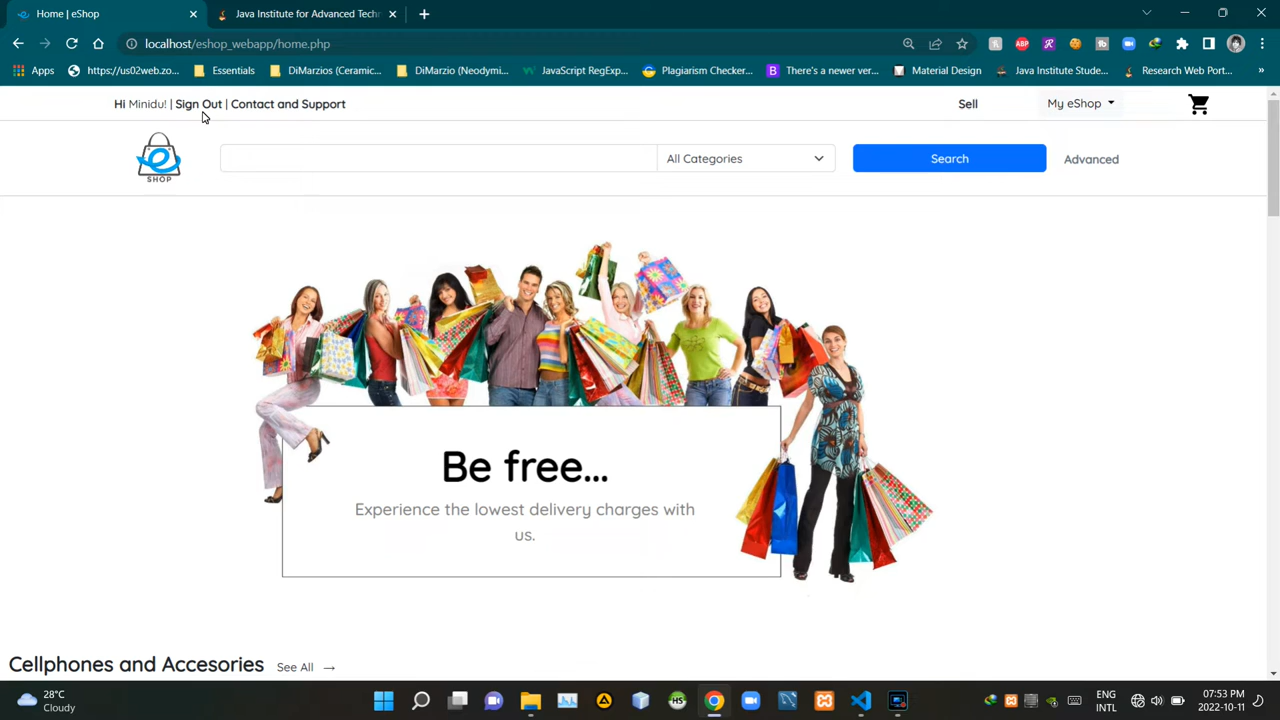 Home | eShop
Java Institute for Advanced Techn
localhost/eshop_webapp/home.php
Apps
https://us02web.zo...
Essentials
DiMarzios (Ceramic...
DiMarzio (Neodymi...
JavaScript RegExp...
Plagiarism Checker...
There's a newer ver...
Material Design
Java Institute Stude...
Research Web Port...
»
Hi Minidu! | Sign Out | Contact and Support
Sell
My eShop
e
SHOP
All Categories
Search
Advanced
Be free...
Experience the lowest delivery charges with
us.
Cellphones and Accesories
See All →
28°C
Cloudy
ENG
INTL
07:53 PM
2022-10-11